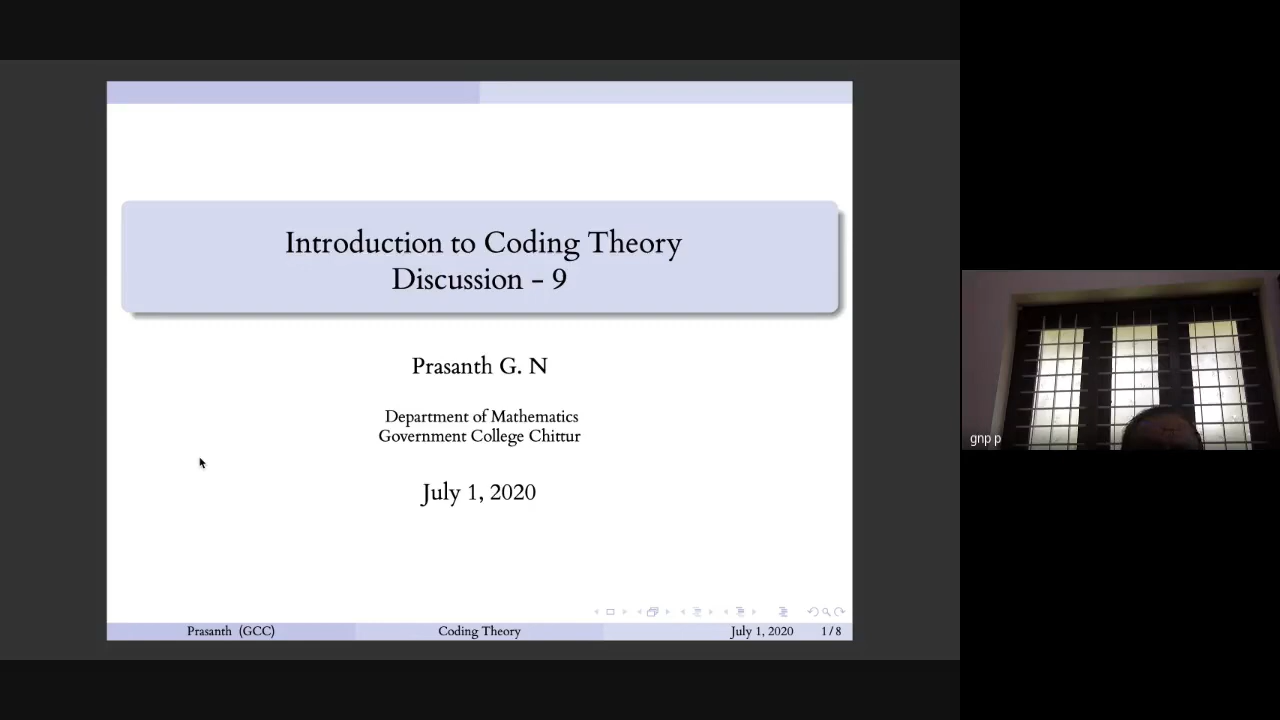 Introduction to Coding Theory
Discussion - 9
Prasanth G. N
Department of Mathematics
Government College Chittur
July 1, 2020
Prasanth (GCC) Coding Theory July 1, 2020 1 / 8
gnp p